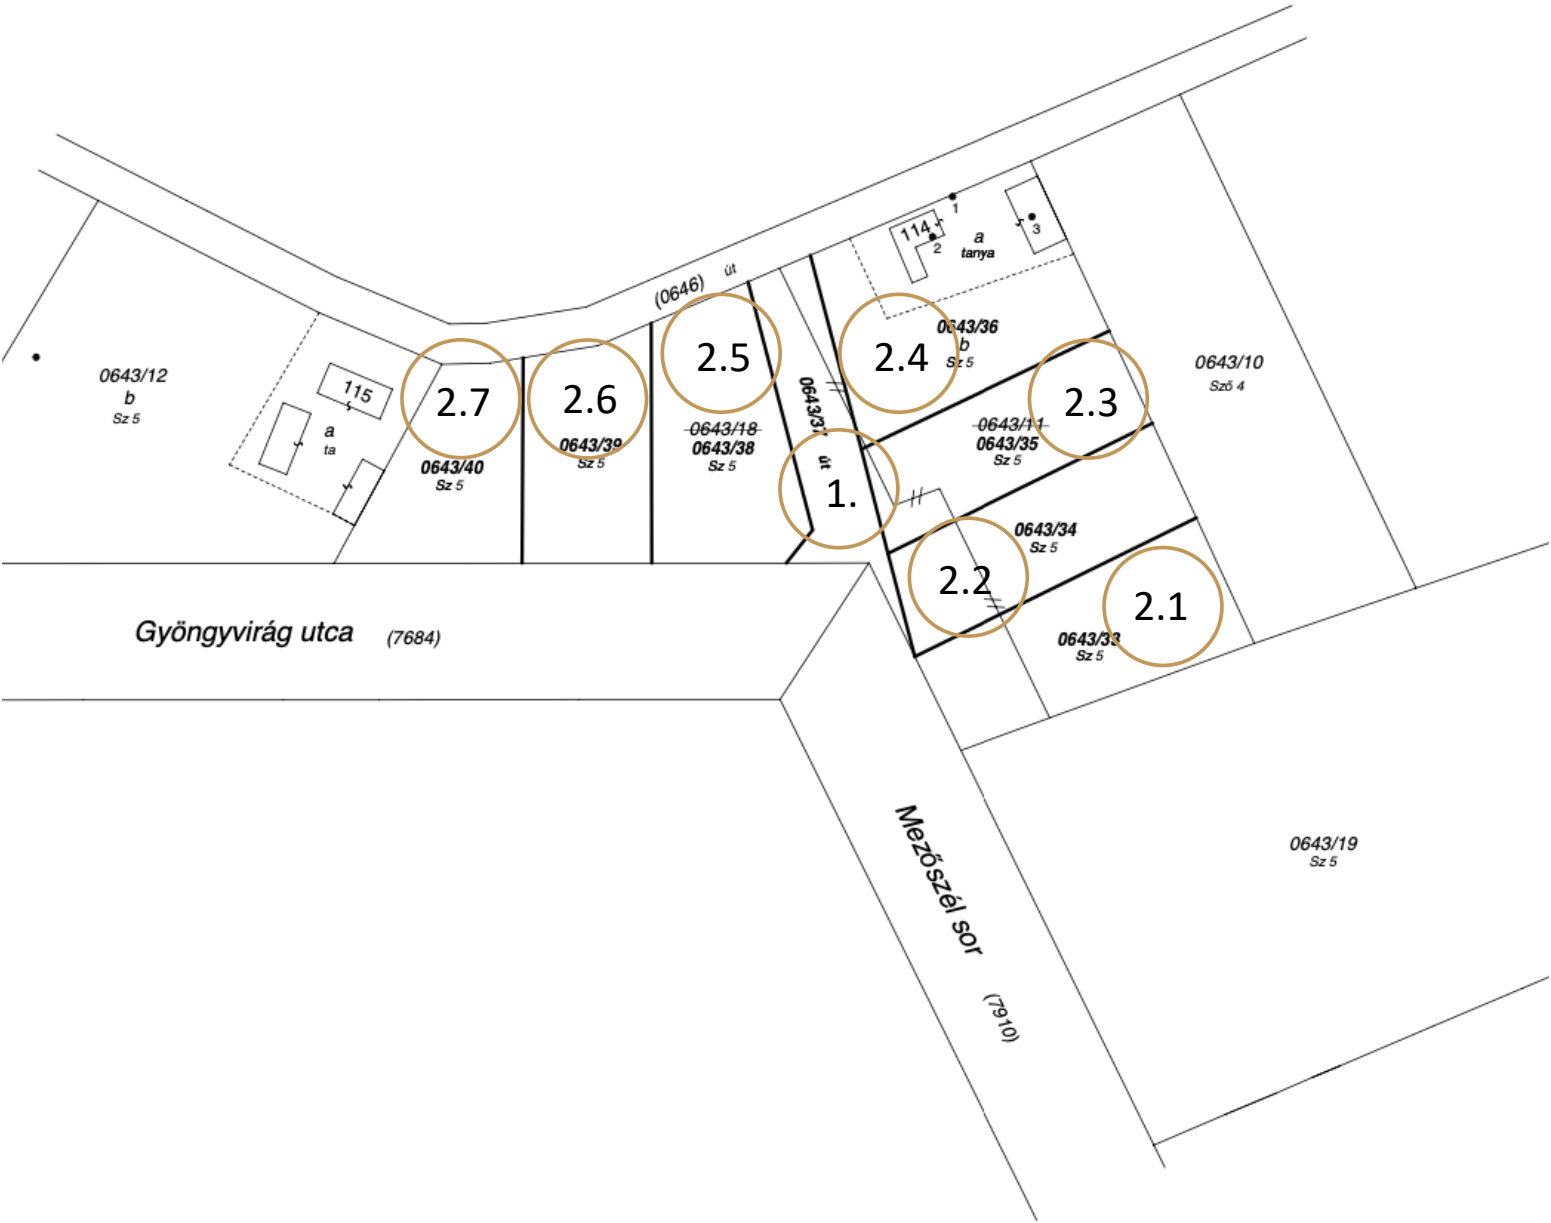 1
114
2
a
tanya
3
(0646) út
0643/36
b
Sz 5
2.4
2.5
2.6
2.7
2.3
0643/10
Sző 4
0643/12
b
Sz 5
115
a
ta
0643/37 út
0643/18
0643/38
Sz 5
0643/11
0643/35
Sz 5
0643/39
Sz 5
0643/40
Sz 5
1.
0643/34
Sz 5
2.2
2.1
0643/33
Sz 5
Gyöngyvirág utca (7684)
Mezőszél sor (7910)
0643/19
Sz 5